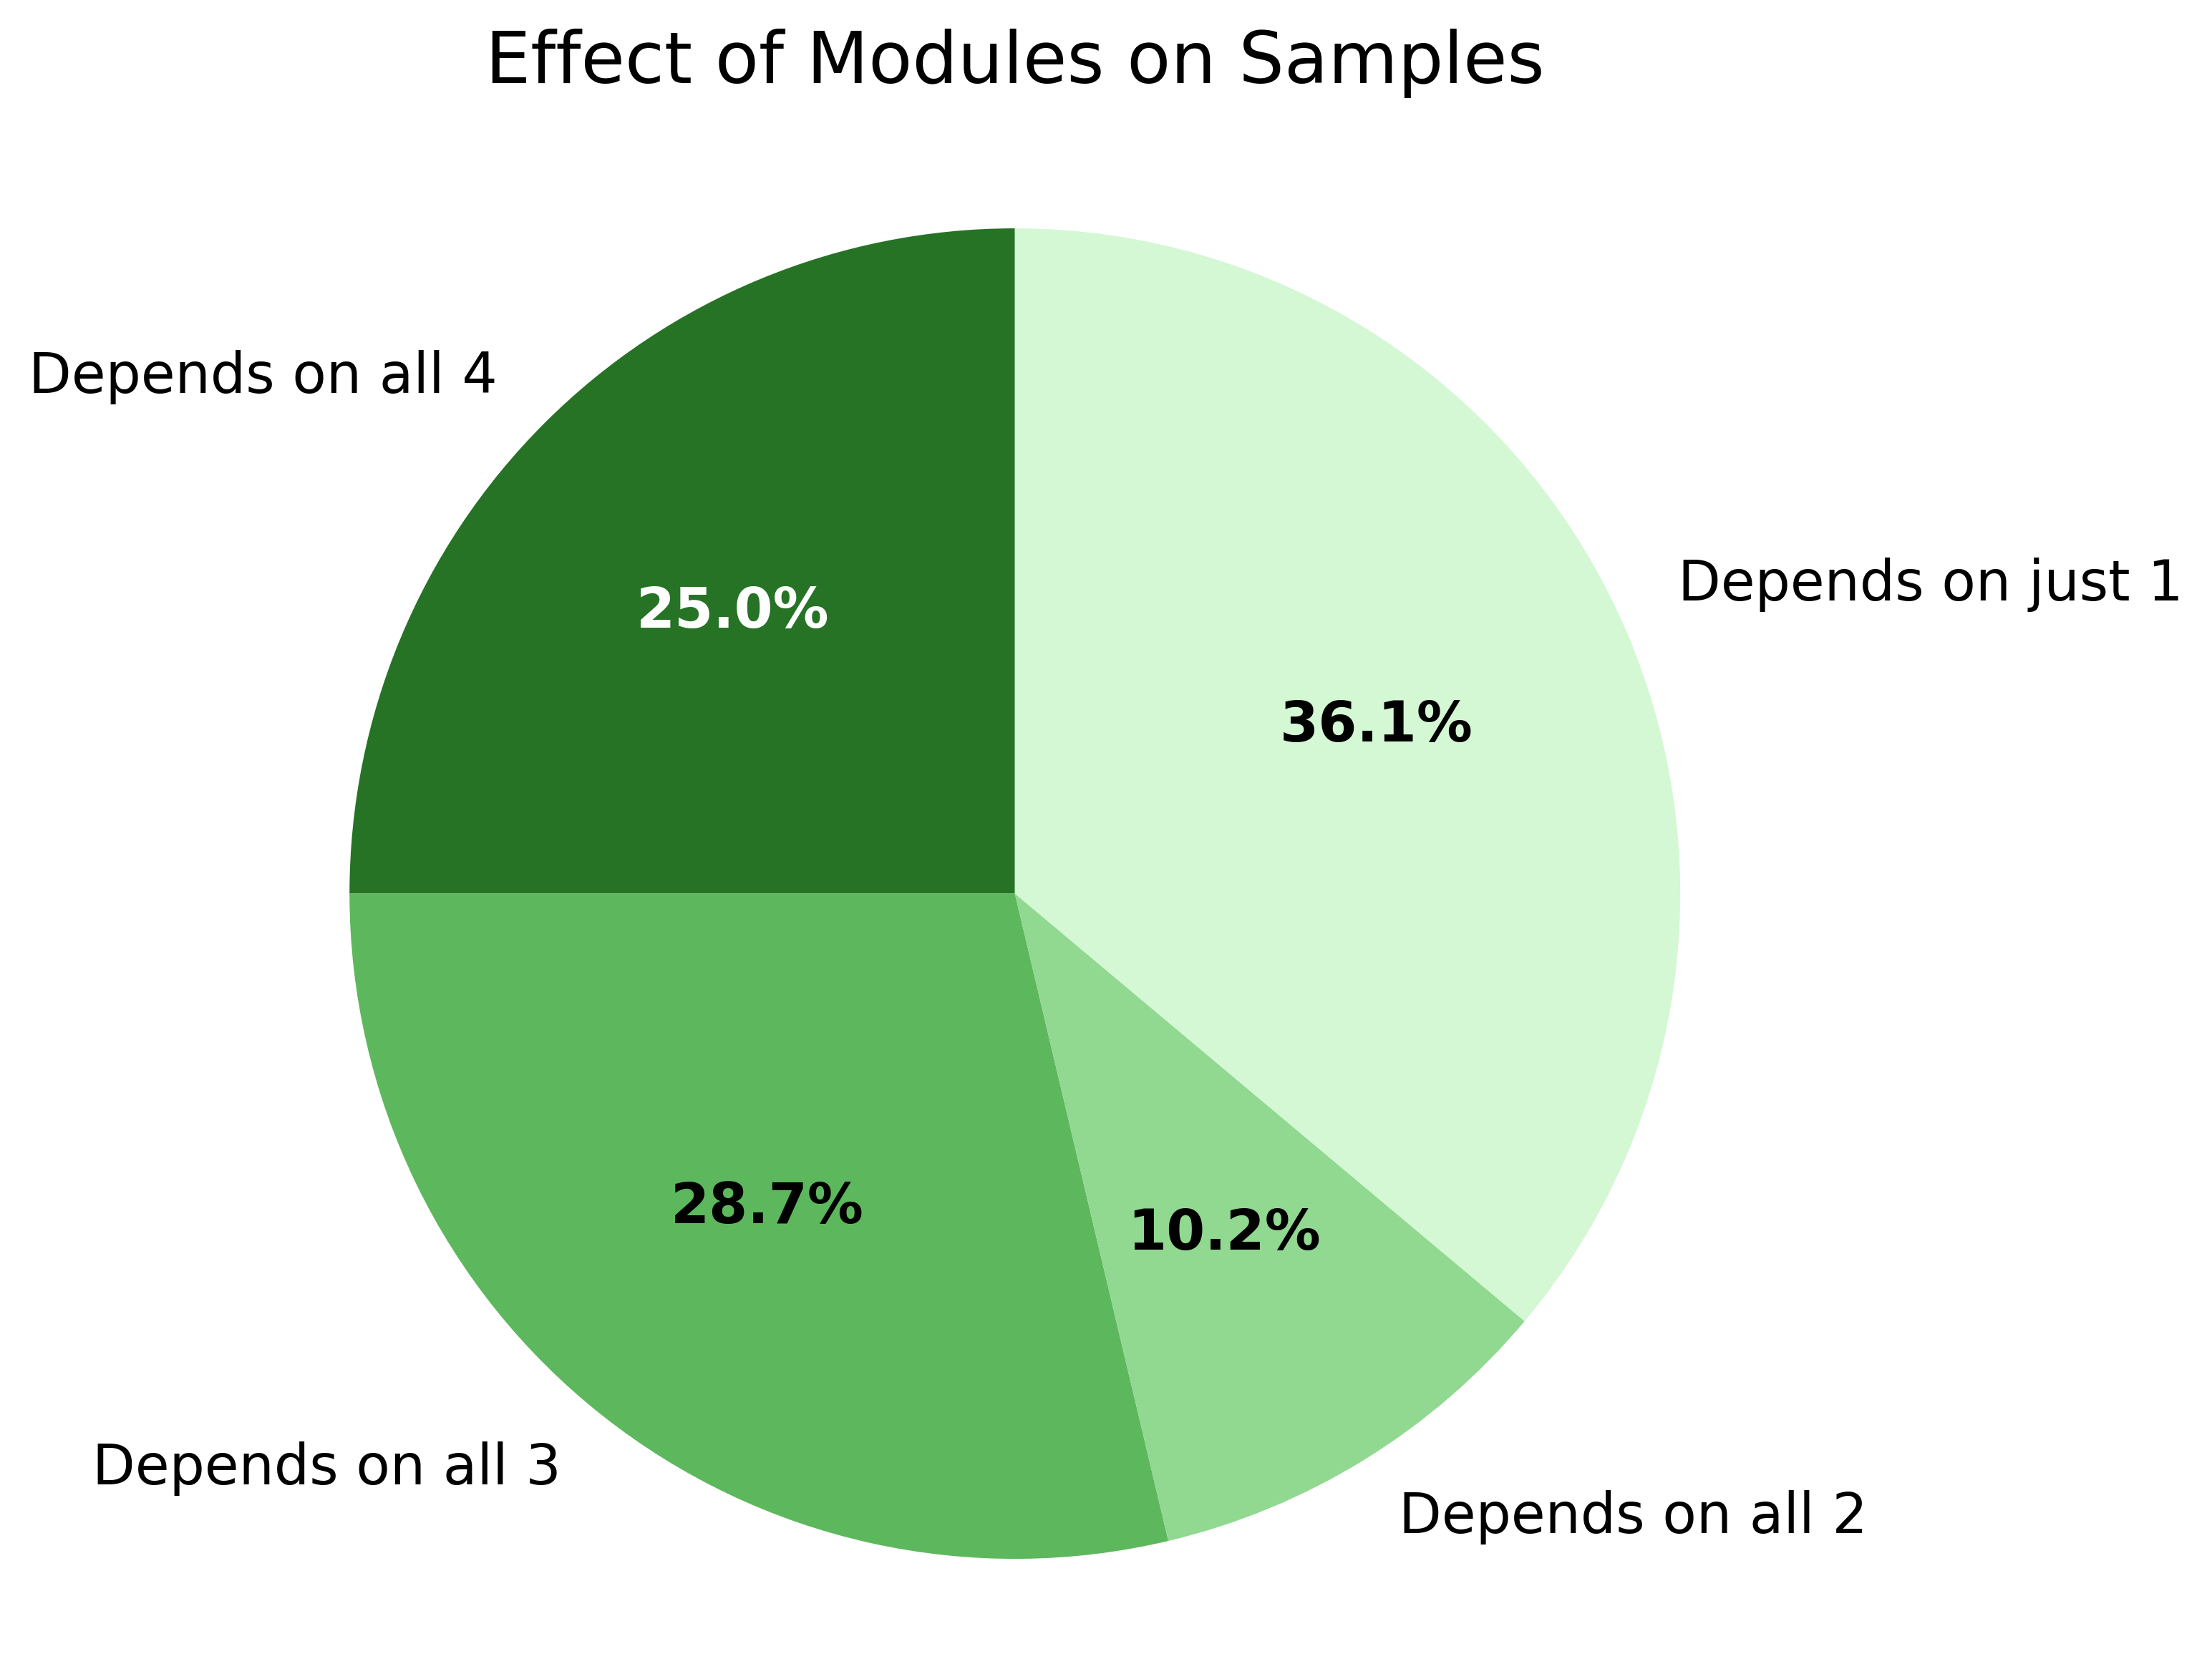 Effect of Modules on Samples
Depends on all 4
Depends on just 1
25.0%
36.1%
28.7%
10.2%
Depends on all 3
Depends on all 2